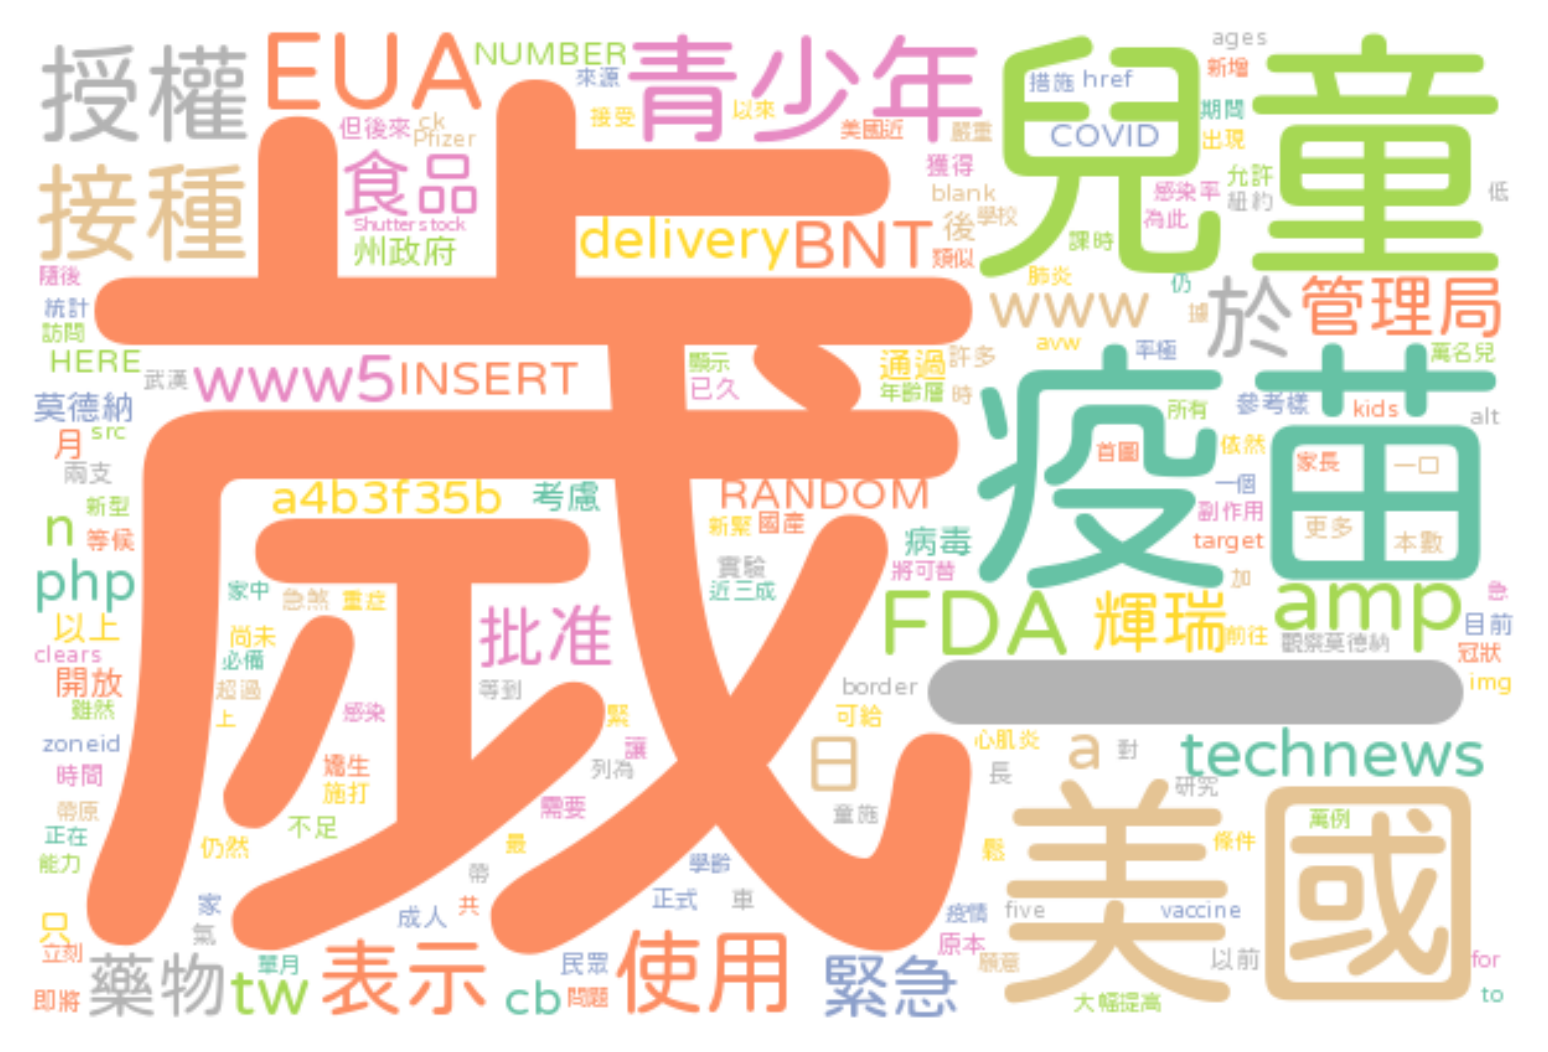 授權
EUA
NUMBER
來源
青少年
ages
新增
兒童
措施
href
期間
COVID
出現
但後來
ck
Pfizer
接受
以來
美國近
嚴重
接種
食品
Shutterstock
州政府
delivery
BNT
獲得
blank
後
學校
類似
感染率
為此
允許
紐約
低
課時
隨後
統計
訪問
HERE
武漢
www5
INSERT
顯示
已久
通過
許多
年齡層
時
肺炎
www
avw
仍
據
率極
於
管理局
萬名兒
莫德納
月
src
兩支
新型
n
等候
php
a4b3f35b
考慮
RANDOM
新緊
國產
實驗
近三成
病毒
將可替
疫苗
所有
首圖
參考樣
kids
alt
依然
家長
一口
一個
副作用
更多
本數
target
加
歲
家中
急煞
重症
尚未
必備
超過
上
批准
等到
感染
緊
讓
列為
以上
clears
開放
雖然
zoneid
時間
帶原
正在
能力
FDA
輝瑞
前往
amp
觀察莫德納
目前
冠狀
img
border
可給
一
日
心肌炎
長
a
對
technews
研究
嬌生
施打
不足
仍然
需要
最
帶
童施
鬆
美國
萬例
條件
只
立刻
即將
家
氣
成人
共
學齡
正式
車
疫情
five
vaccine
原本
願意
以前
for
to
藥物
單月
tw
表示
cb
民眾
問題
使用
緊急
大幅提高